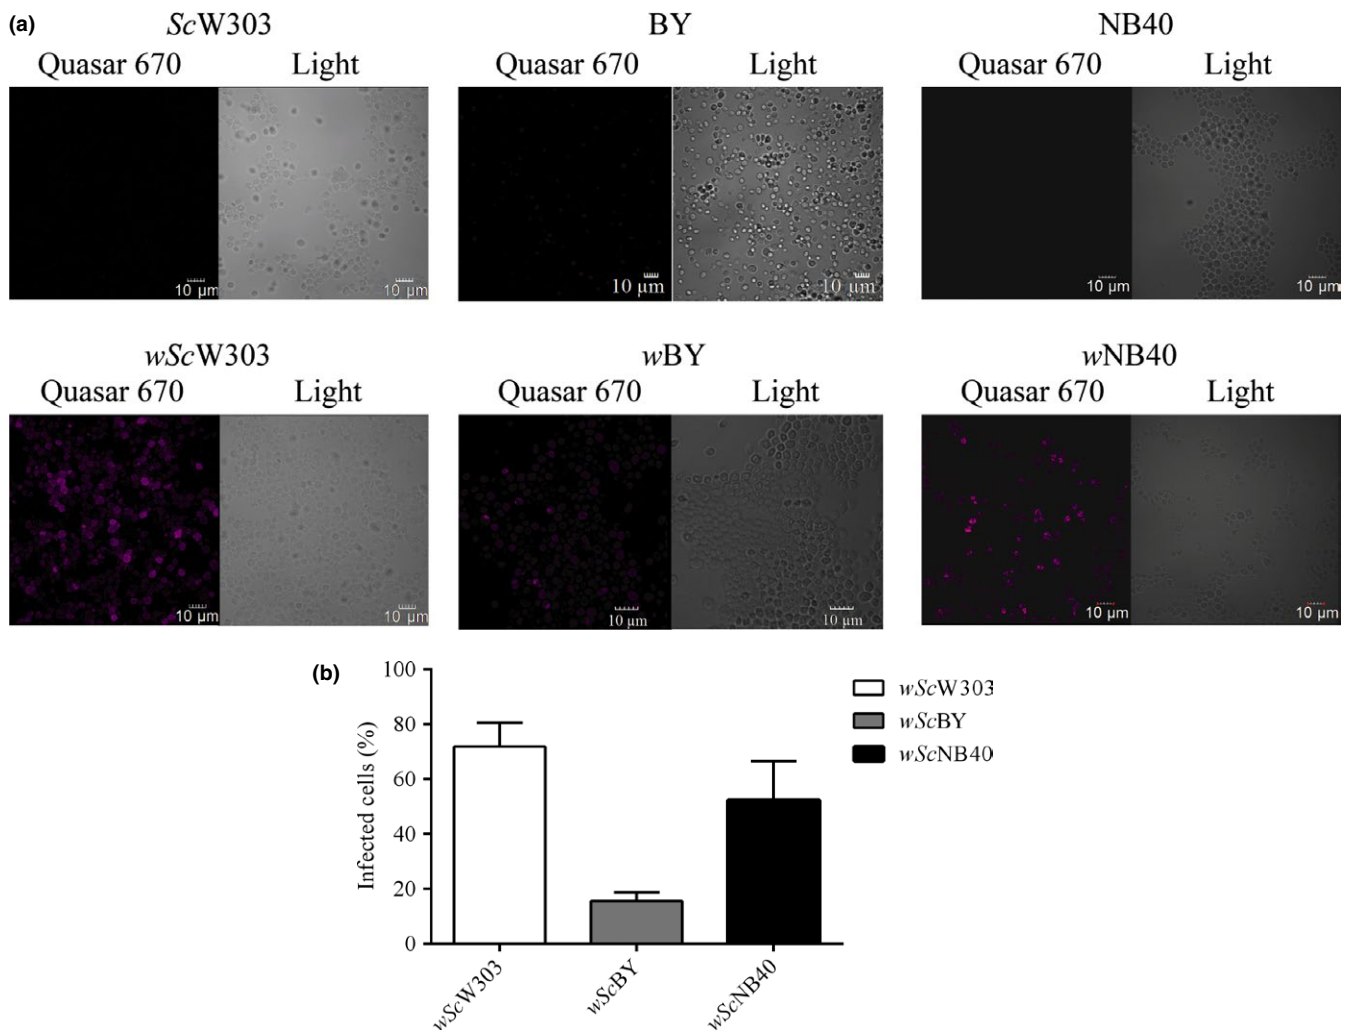 (a)
ScW303 BY NB40
Quasar 670 Light Quasar 670 Light Quasar 670 Light
10 µm 10 µm 10 µm 10 µm 10 µm 10 µm
wScW303 wBY wNB40
Quasar 670 Light Quasar 670 Light Quasar 670 Light
10 µm 10 µm 10 µm 10 µm 10 µm 10 µm
(b)
100
80
60
40
20
0
Infected cells (%)
wScW303
wScBY
wScNB40
wScW303 wScBY wScNB40